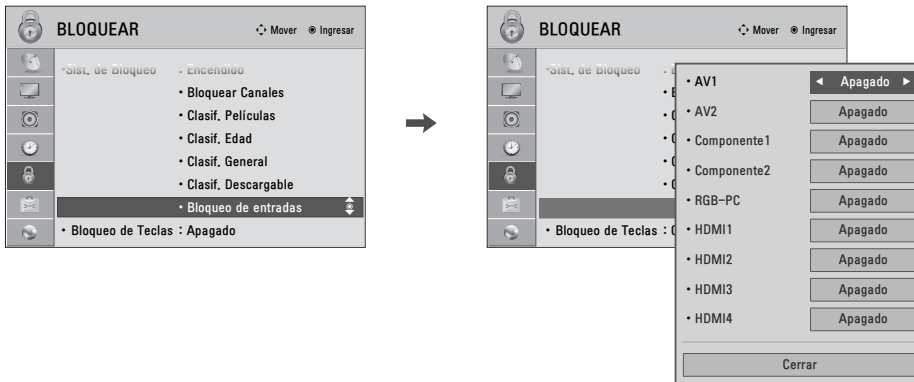 BLOQUEAR
Mover Ingresar
•Sist. de Bloqueo : Encendido
• Bloquear Canales
• Clasif. Películas
• Clasif. Edad
• Clasif. General
• Clasif. Descargable
• Bloqueo de entradas
• Bloqueo de Teclas : Apagado
BLOQUEAR
Mover Ingresar
•Sist. de Bloqueo :
• Bloqueo de Teclas :
• AV1 ◄ Apagado ►
• AV2 Apagado
• Componente1 Apagado
• Componente2 Apagado
• RGB-PC Apagado
• HDMI1 Apagado
• HDMI2 Apagado
• HDMI3 Apagado
• HDMI4 Apagado
Cerrar